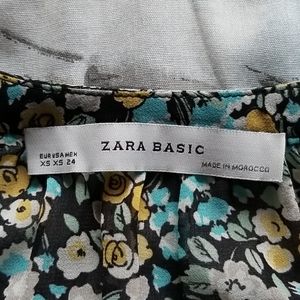 EUR USA MEX
XS XS 24
ZARA BASIC
MADE IN MOROCCO